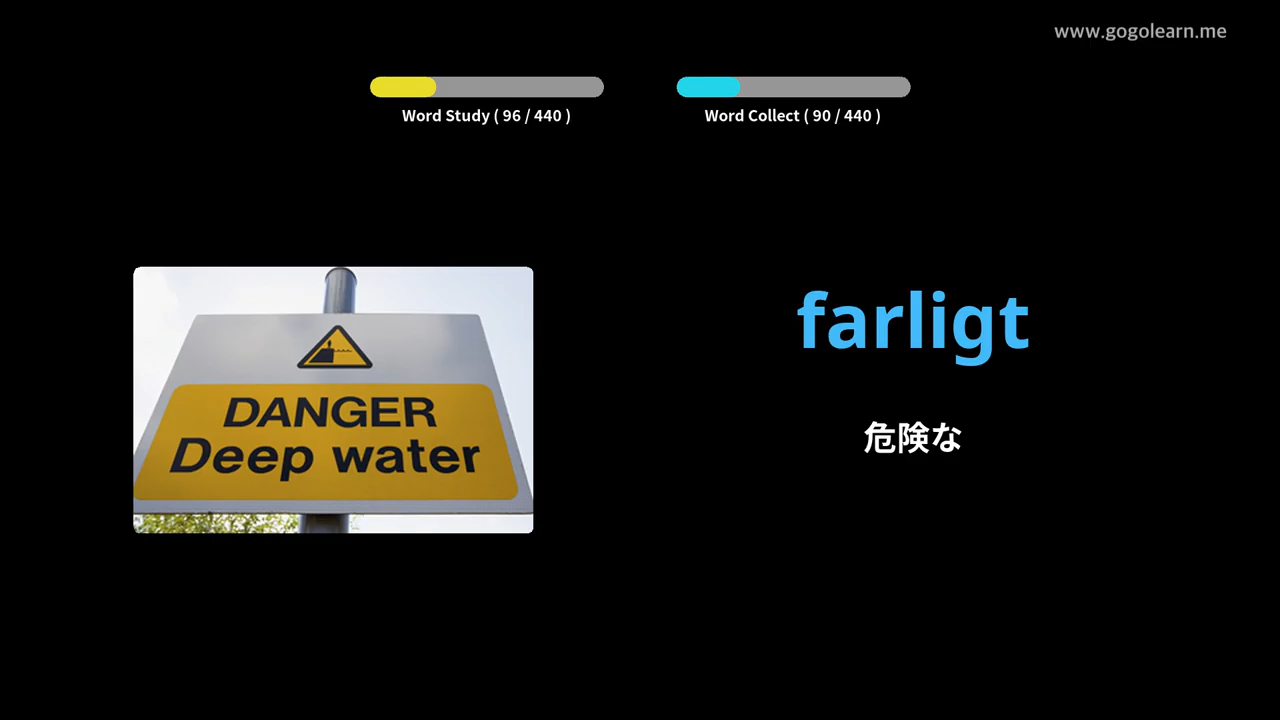 www.gogolearn.me
Word Study ( 96 / 440 )
Word Collect ( 90 / 440 )
DANGER
Deep water
farligt
危険な